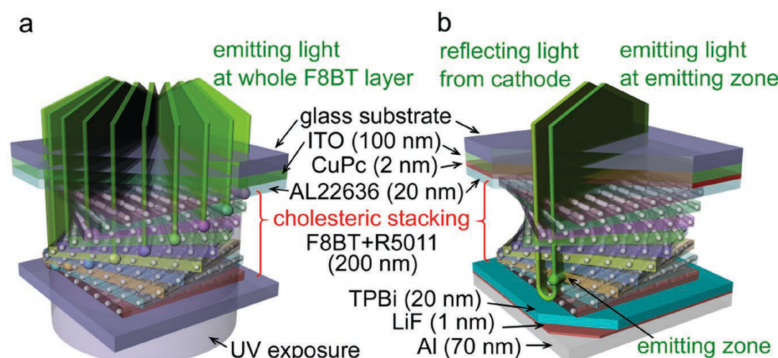 a
emitting light
at whole F8BT layer
b
reflecting light
from cathode
emitting light
at emitting zone
glass substrate
ITO (100 nm)
CuPc (2 nm)
AL22636 (20 nm)
cholesteric stacking
F8BT+R5011
(200 nm)
TPBi (20 nm)
LiF (1 nm)
Al (70 nm)
UV exposure
emitting zone